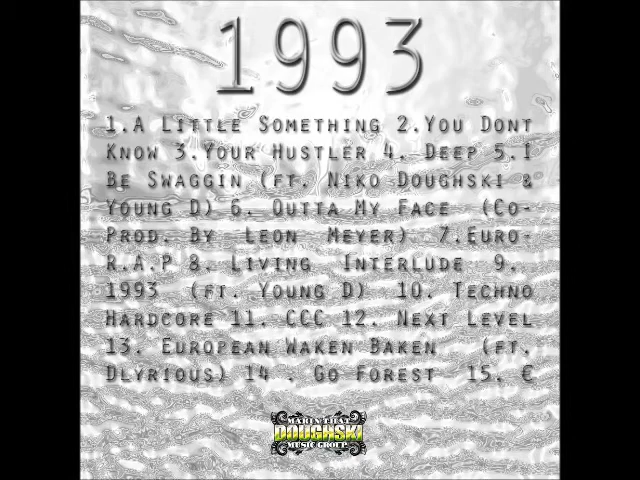 1993
1.A Little Something 2.You Dont
Know 3.Your Hustler 4. Deep 5.I
Be Swaggin (ft. Niko Doughski &
Young D) 6. Outta My Face (Co-
Prod. By Leon Meyer) 7.Euro-
R.A.P 8. Living Interlude 9.
1993 (ft. Young D) 10. Techno
Hardcore 11. CCC 12. Next Level
13. European Waken Baken (ft.
Dlyrious) 14 . Go Forest 15. €
MAKIN THAT
DOUGHSKI
MUSIC GROUP